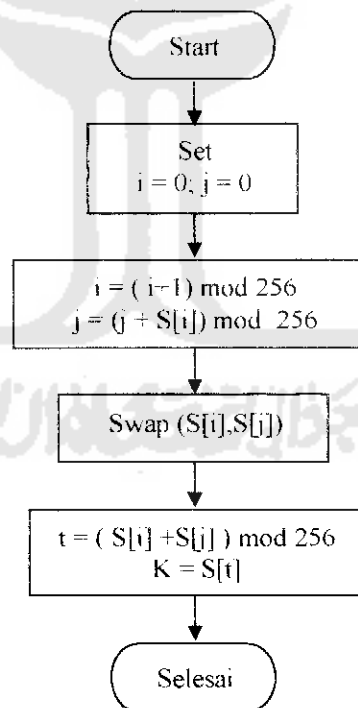 Start
Set
i = 0; j = 0
i = ( i+1) mod 256
j = (j + S[i]) mod 256
Swap (S[i],S[j])
t = ( S[i] +S[j] ) mod 256
K = S[t]
Selesai